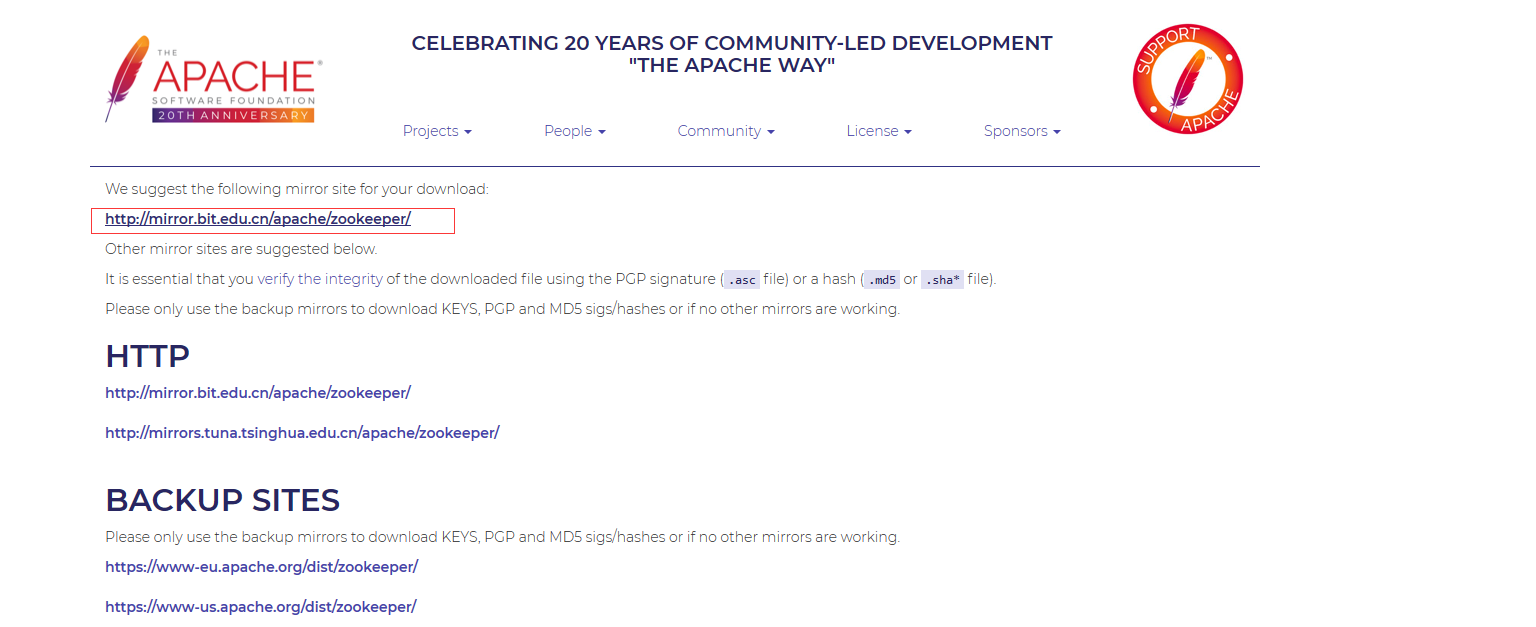 THE
APACHE®
SOFTWARE FOUNDATION
20TH ANNIVERSARY
CELEBRATING 20 YEARS OF COMMUNITY-LED DEVELOPMENT
"THE APACHE WAY"
SUPPORT
APACHE
™
Projects
People
Community
License
Sponsors
We suggest the following mirror site for your download:
http://mirror.bit.edu.cn/apache/zookeeper/
Other mirror sites are suggested below.
It is essential that you verify the integrity of the downloaded file using the PGP signature (.asc file) or a hash (.md5 or .sha* file).
Please only use the backup mirrors to download KEYS, PGP and MD5 sigs/hashes or if no other mirrors are working.
HTTP
http://mirror.bit.edu.cn/apache/zookeeper/
http://mirrors.tuna.tsinghua.edu.cn/apache/zookeeper/
BACKUP SITES
Please only use the backup mirrors to download KEYS, PGP and MD5 sigs/hashes or if no other mirrors are working.
https://www-eu.apache.org/dist/zookeeper/
https://www-us.apache.org/dist/zookeeper/